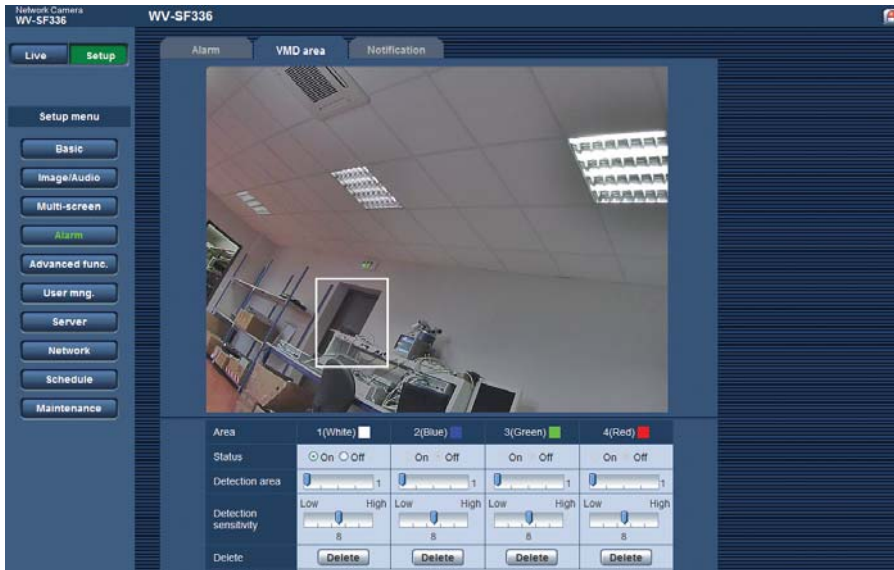 Network Camera
WV-SF336
WV-SF336
Live
Setup
Alarm
VMD area
Notification
Setup menu
Basic
Image/Audio
Multi-screen
Alarm
Advanced func.
User mng.
Server
Network
Schedule
Maintenance
Area 1(White) 2(Blue) 3(Green) 4(Red)
Status On Off On Off On Off On Off
Detection area 1 1 1 1
Detection sensitivity Low High Low High Low High Low High
8 8 8 8
Delete Delete Delete Delete Delete